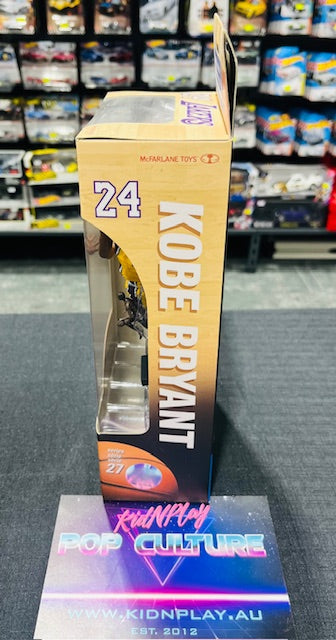 Lakers
McFARLANE TOYS
24
KOBE BRYANT
27
KidNPlay
POP CULTURE
WWW.KIDNPLAY.AU
EST. 2012